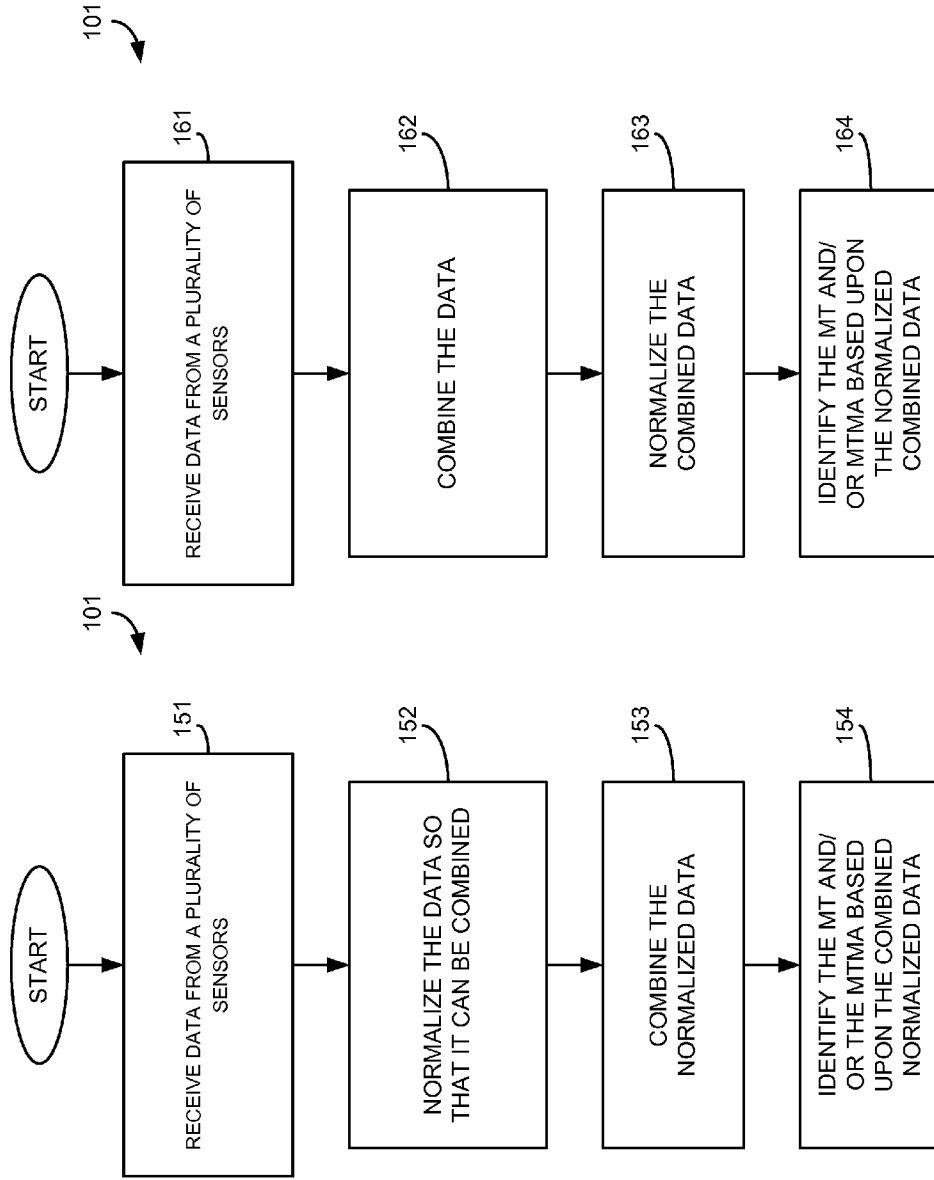 101
START
151
RECEIVE DATA FROM A PLURALITY OF
SENSORS
152
NORMALIZE THE DATA SO
THAT IT CAN BE COMBINED
153
COMBINE THE
NORMALIZED DATA
154
IDENTIFY THE MT AND/
OR THE MTMA BASED
UPON THE COMBINED
NORMALIZED DATA
101
START
161
RECEIVE DATA FROM A PLURALITY OF
SENSORS
162
COMBINE THE DATA
163
NORMALIZE THE
COMBINED DATA
164
IDENTIFY THE MT AND/
OR MTMA BASED UPON
THE NORMALIZED
COMBINED DATA